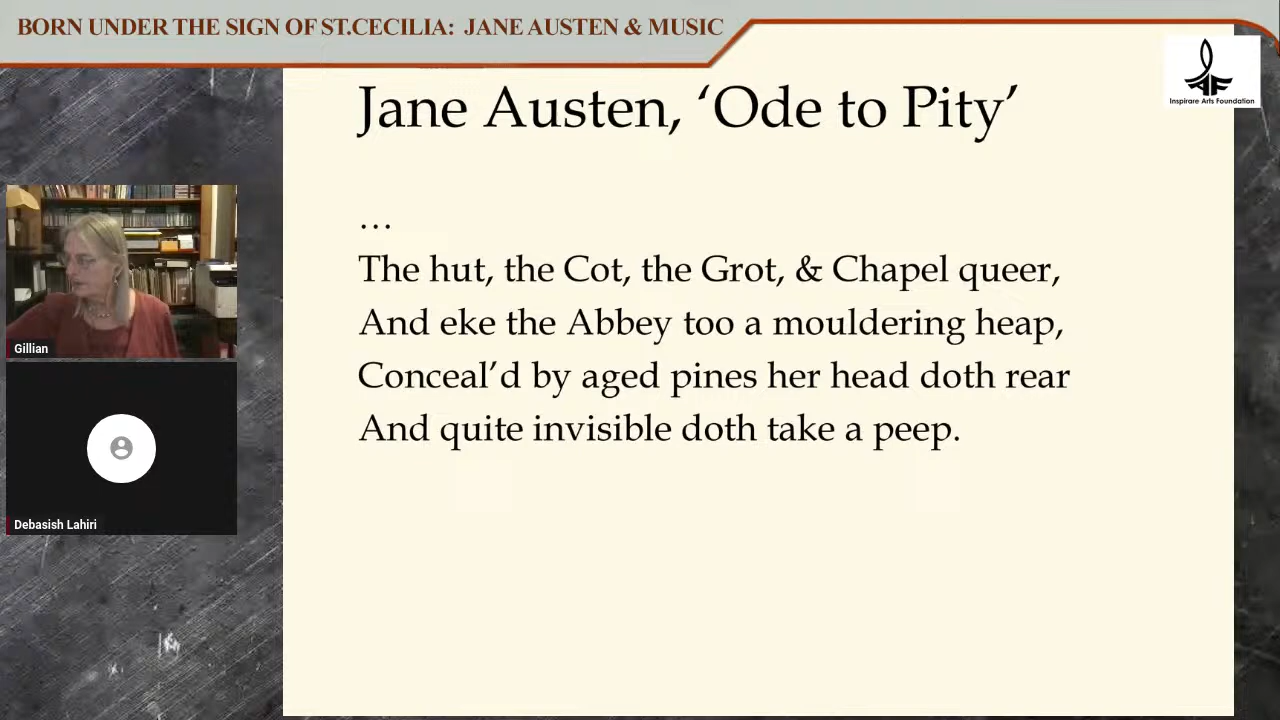 BORN UNDER THE SIGN OF ST.CECILIA: JANE AUSTEN & MUSIC
Inspirare Arts Foundation
Jane Austen, ‘Ode to Pity’
…
The hut, the Cot, the Grot, & Chapel queer,
And eke the Abbey too a mouldering heap,
Conceal’d by aged pines her head doth rear
And quite invisible doth take a peep.
Gillian
Debasish Lahiri